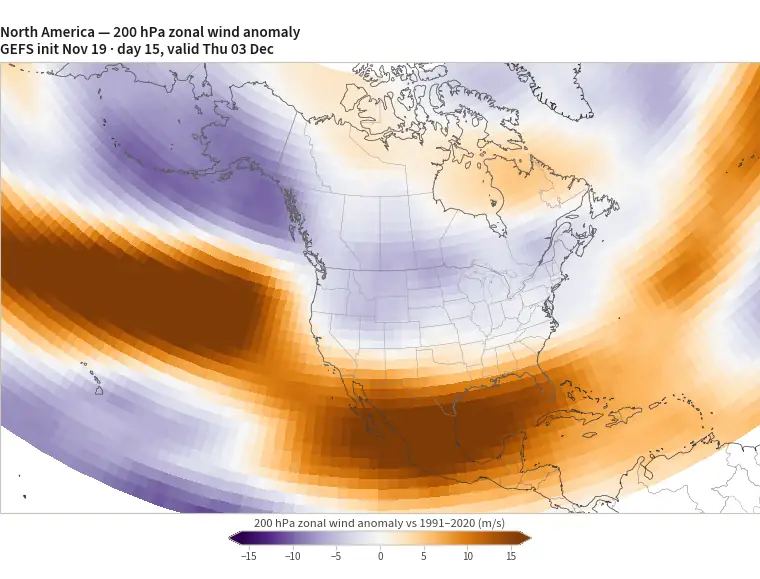 North America — 200 hPa zonal wind anomaly
GEFS init Nov 19 · day 15, valid Thu 03 Dec
200 hPa zonal wind anomaly vs 1991–2020 (m/s)
−15 −10 −5 0 5 10 15